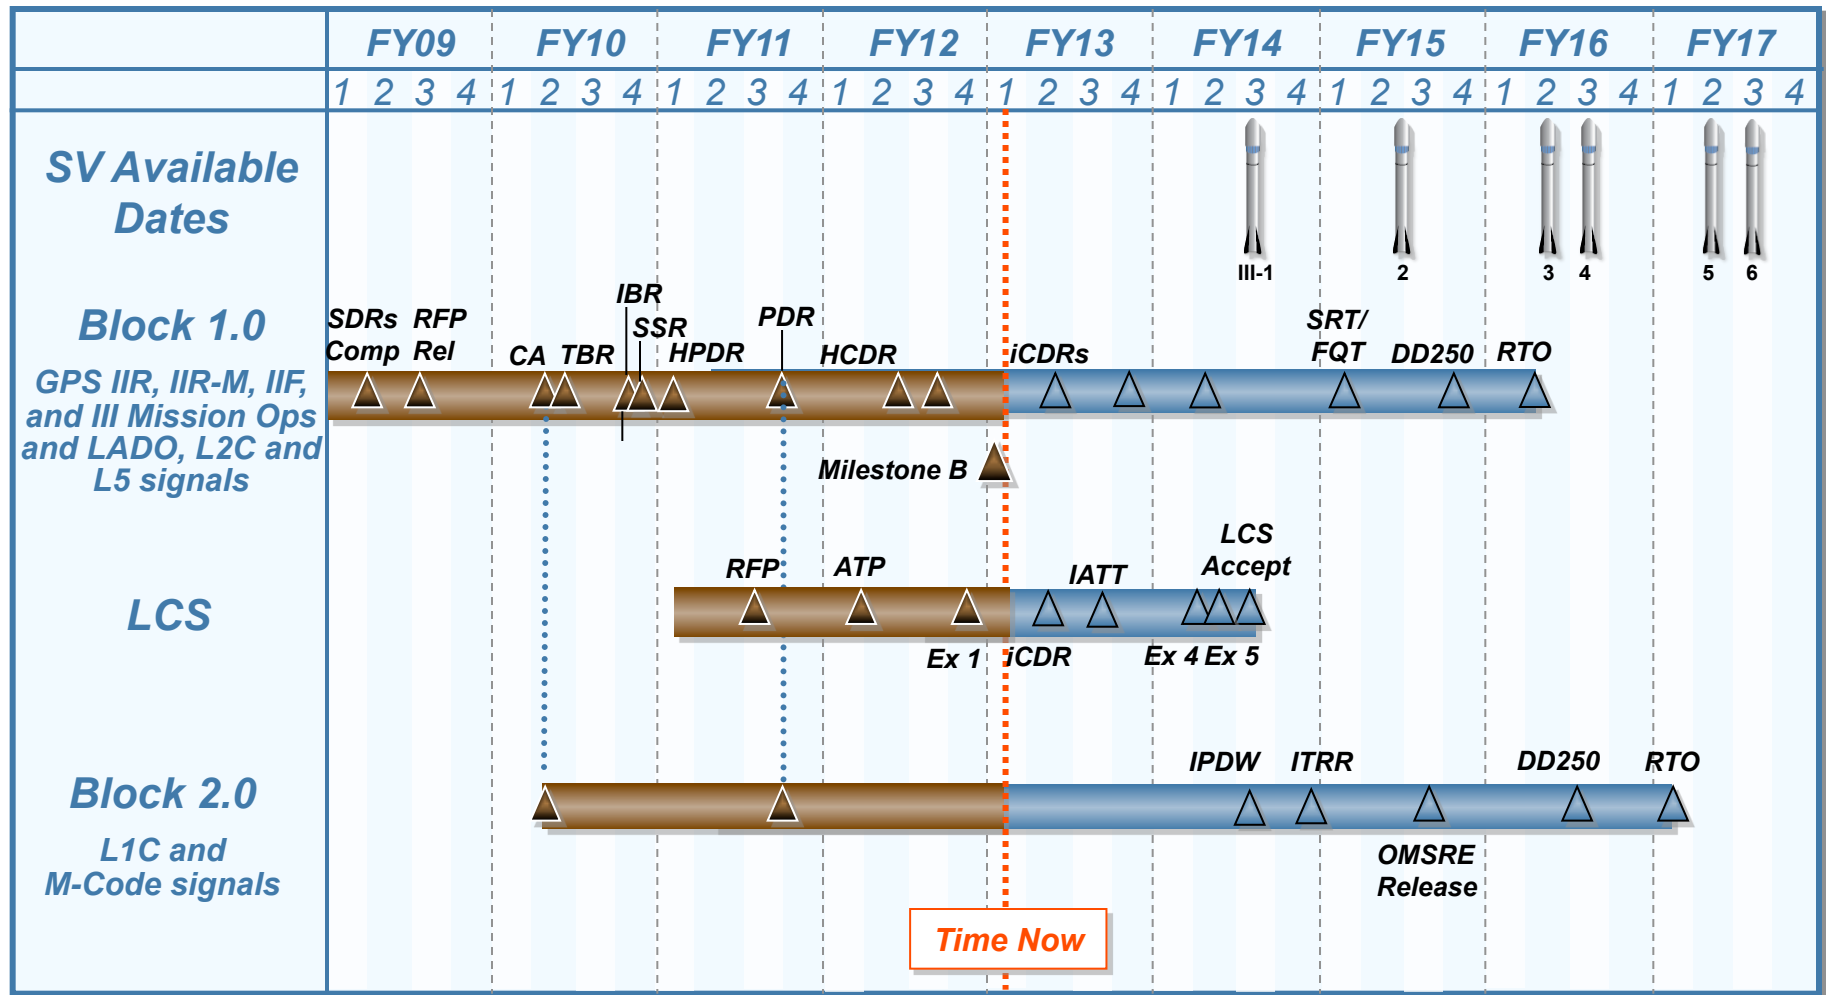 FY09 FY10 FY11 FY12 FY13 FY14 FY15 FY16 FY17
1 2 3 4 1 2 3 4 1 2 3 4 1 2 3 4 1 2 3 4 1 2 3 4 1 2 3 4 1 2 3 4 1 2 3 4
SV Available
Dates
III-1 2 3 4 5 6
Block 1.0
GPS IIR, IIR-M, IIF,
and III Mission Ops
and LADO, L2C and
L5 signals
SDRs
Comp
RFP
Rel
CA
TBR
IBR
SSR
HPDR
PDR
HCDR
iCDRs
SRT/
FQT
DD250
RTO
Milestone B
LCS
RFP
ATP
Ex 1
iCDR
IATT
Ex 4
Ex 5
LCS
Accept
Block 2.0
L1C and
M-Code signals
IPDW
ITRR
OMSRE
Release
DD250
RTO
Time Now